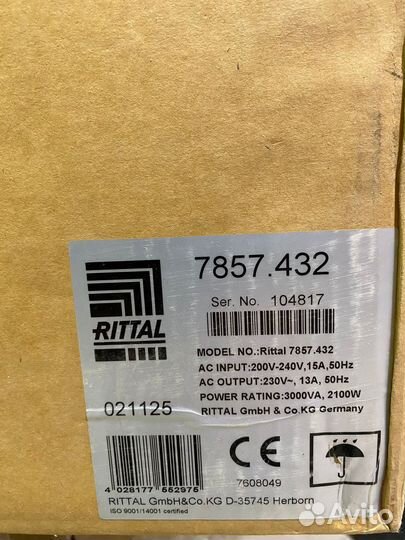 RITTAL
7857.432
Ser. No. 104817
MODEL NO.:Rittal 7857.432
AC INPUT:200V-240V,15A,50Hz
AC OUTPUT:230V~, 13A, 50Hz
POWER RATING:3000VA, 2100W
RITTAL GmbH & Co.KG Germany
021125
4 028177 552975
CE
7608049
RITTAL GmbH&Co.KG D-35745 Herborn
ISO 9001/14001 certified
Avito